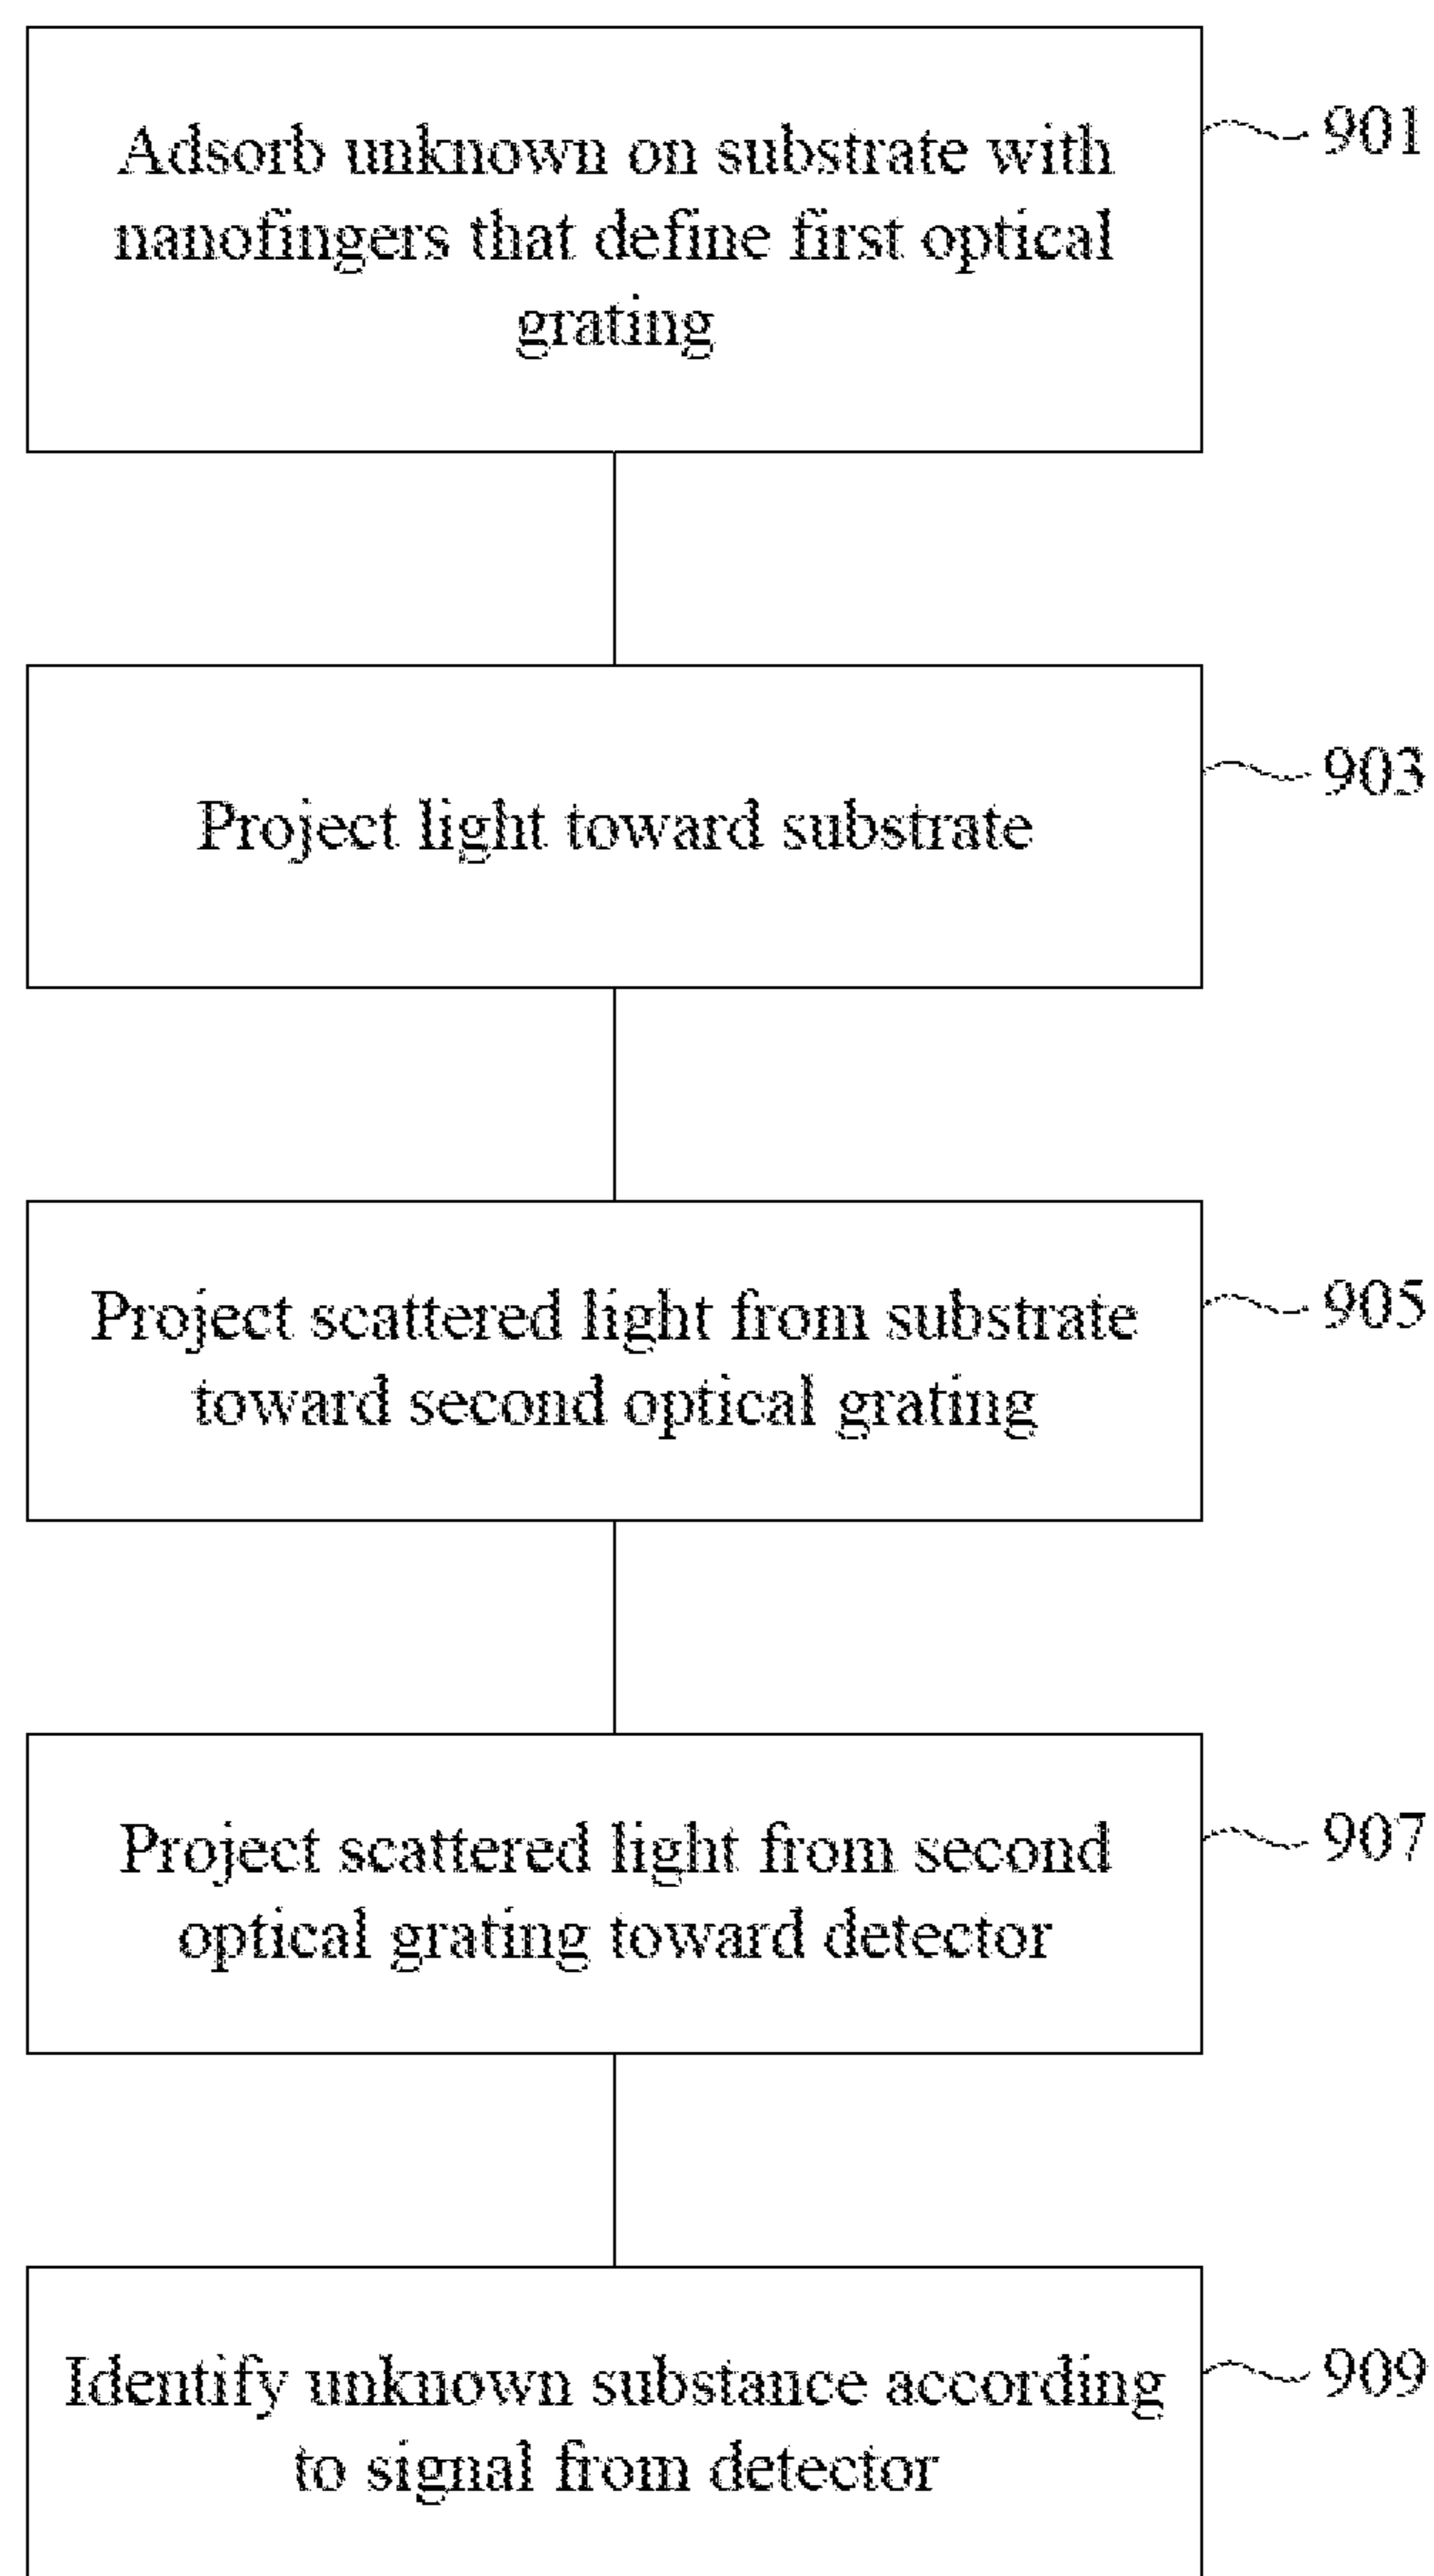 Adsorb unknown on substrate with
nanofingers that define first optical
grating
901
Project light toward substrate
903
Project scattered light from substrate
toward second optical grating
905
Project scattered light from second
optical grating toward detector
907
Identify unknown substance according
to signal from detector
909